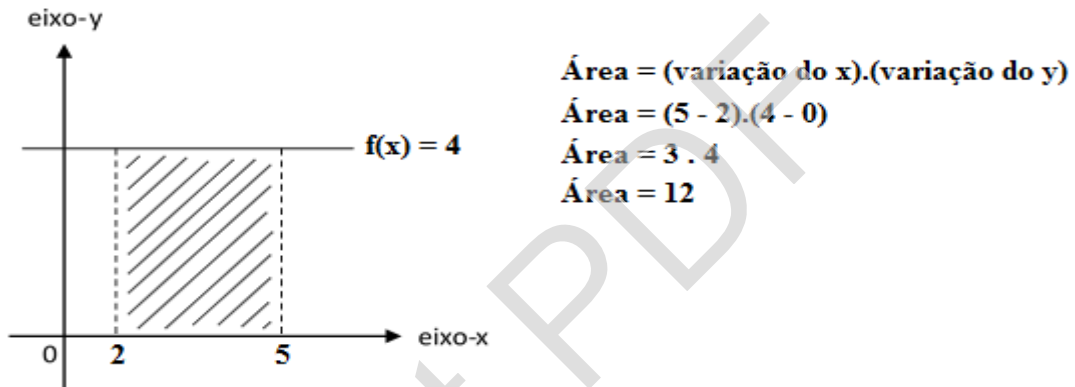 eixo-y
Área = (variação do x).(variação do y)
Área = (5 - 2).(4 - 0)
f(x) = 4
Área = 3 . 4
Área = 12
eixo-x
0 2 5
t PDF